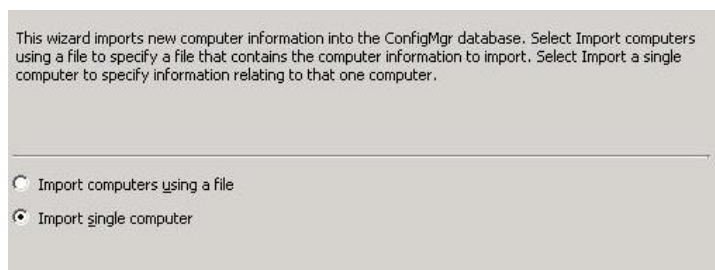 This wizard imports new computer information into the ConfigMgr database. Select Import computers
using a file to specify a file that contains the computer information to import. Select Import a single
computer to specify information relating to that one computer.
Import computers using a file
Import single computer